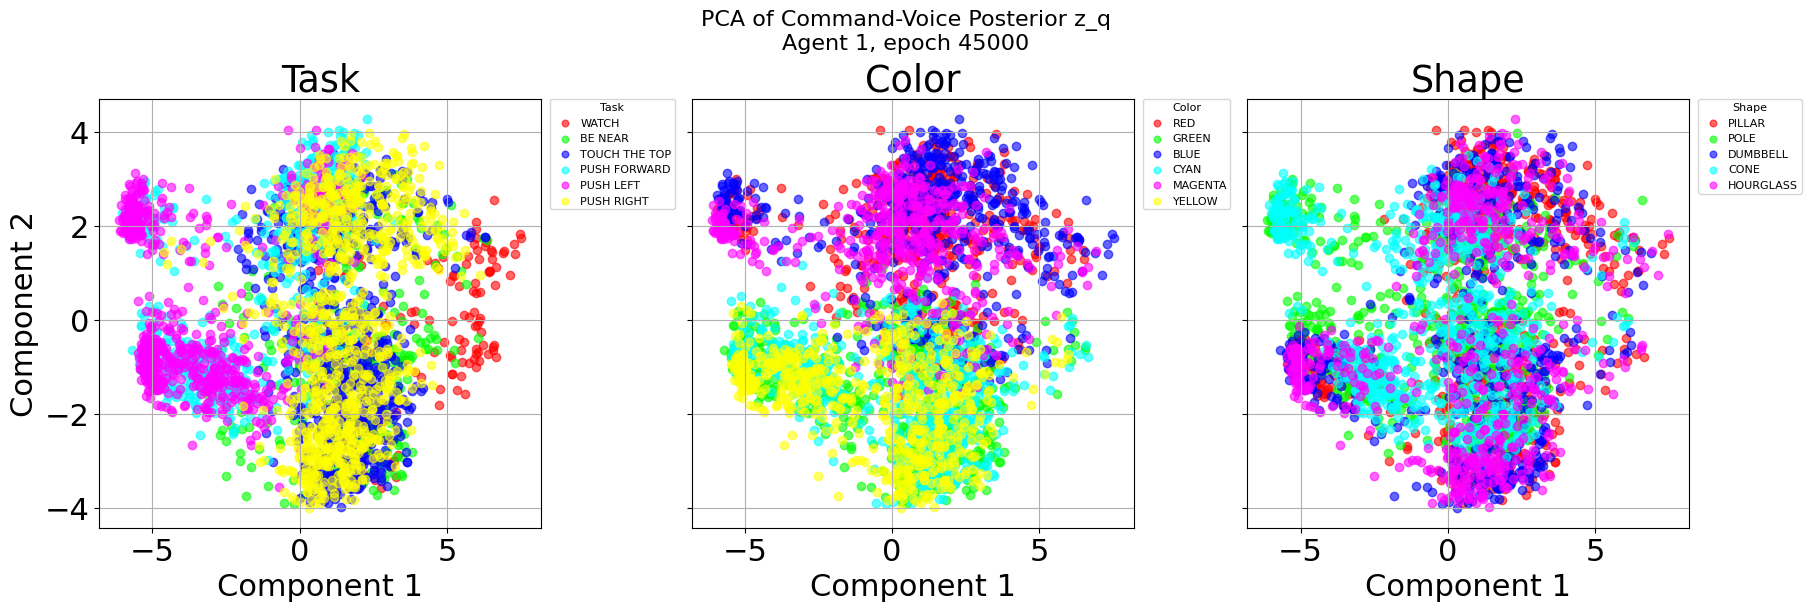 PCA of Command-Voice Posterior z_q
Agent 1, epoch 45000
Task
Color
Shape
Task
WATCH
BE NEAR
TOUCH THE TOP
PUSH FORWARD
PUSH LEFT
PUSH RIGHT
Color
RED
GREEN
BLUE
CYAN
MAGENTA
YELLOW
Shape
PILLAR
POLE
DUMBBELL
CONE
HOURGLASS
Component 2
4
2
0
−2
−4
−5 0 5
−5 0 5
−5 0 5
Component 1
Component 1
Component 1